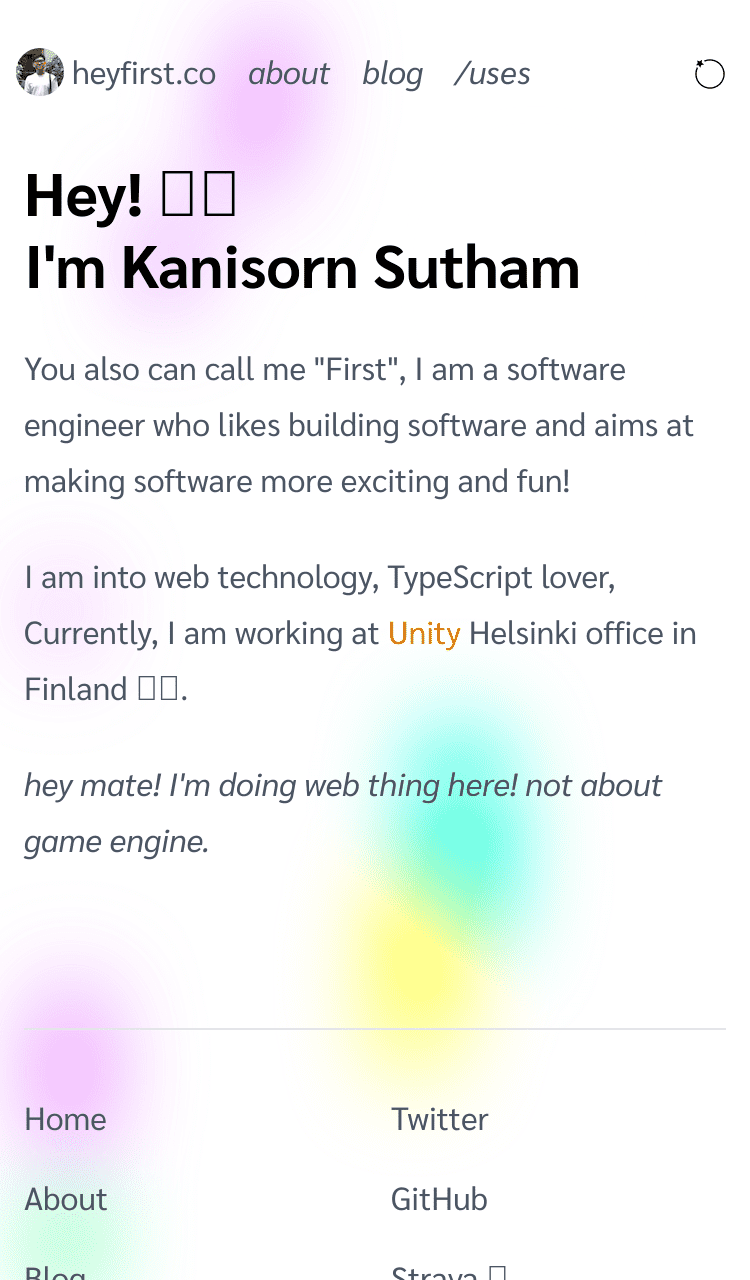 heyfirst.co about blog /uses
Hey! 
I'm Kanisorn Sutham
You also can call me "First", I am a software
engineer who likes building software and aims at
making software more exciting and fun!
I am into web technology, TypeScript lover,
Currently, I am working at Unity Helsinki office in
Finland .
hey mate! I'm doing web thing here! not about
game engine.
Home Twitter
About GitHub
Blog Strava